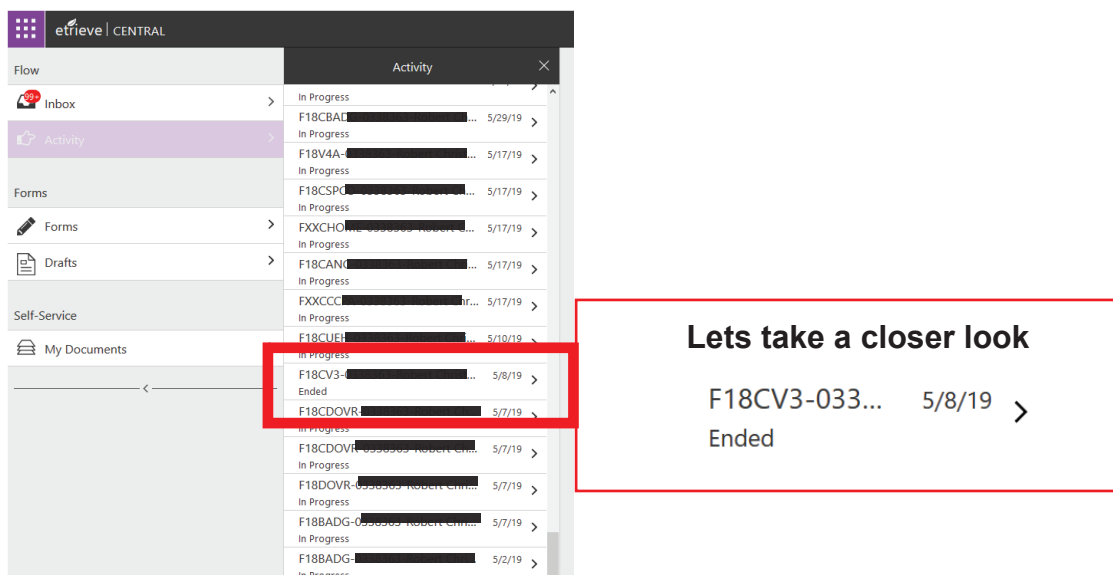 etrieve | CENTRAL
Flow
99+
Inbox
Activity
Forms
Forms
Drafts
Self-Service
My Documents
Activity
In Progress
F18CBAD ... 5/29/19
In Progress
F18V4A- ... 5/17/19
In Progress
F18CSPC ... 5/17/19
In Progress
FXXCHO ... 5/17/19
In Progress
F18CAN ... 5/17/19
In Progress
FXXCCC ... 5/17/19
In Progress
F18CUEH ... 5/10/19
In Progress
F18CV3- ... 5/8/19
Ended
F18CDOVR- ... 5/7/19
In Progress
F18CDOVR ... 5/7/19
In Progress
F18DOVR- ... 5/7/19
In Progress
F18BADG- ... 5/7/19
In Progress
F18BADG- ... 5/2/19
In Progress
Lets take a closer look
F18CV3-033... 5/8/19
Ended